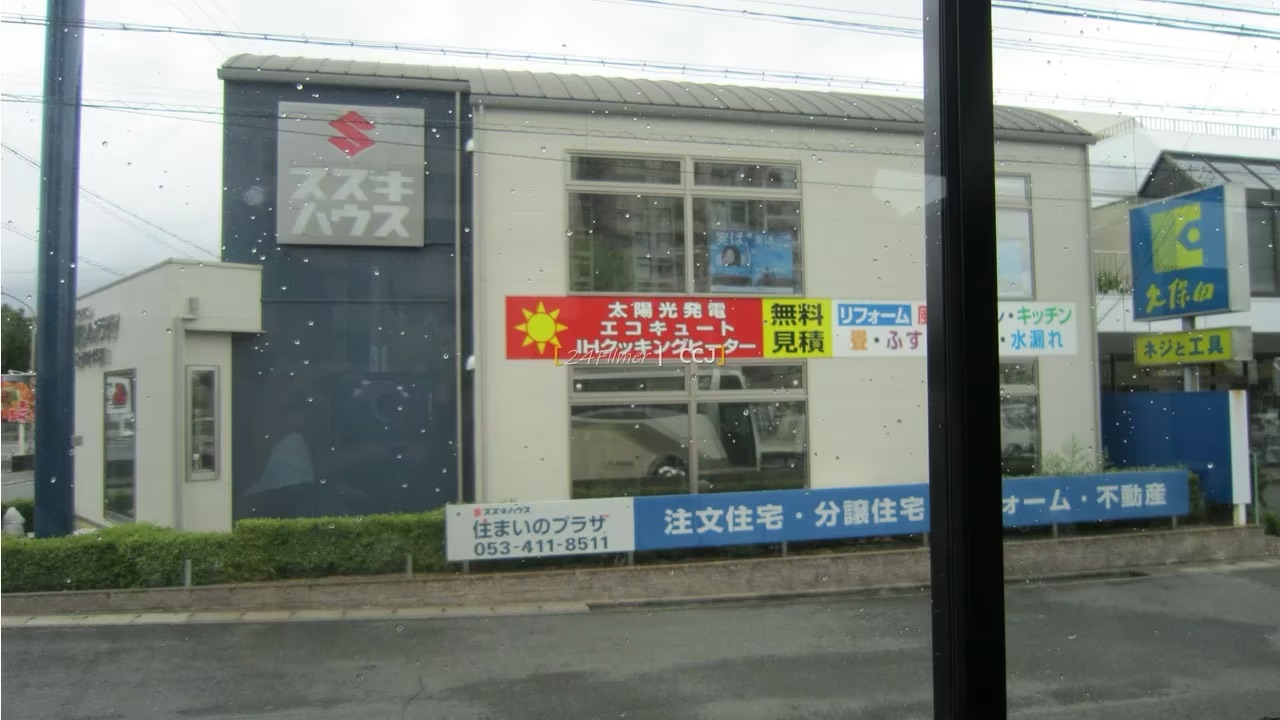 スズキ
ハウス
太陽光発電
エコキュート
IHクッキングヒーター
無料
見積
リフォーム
・キッチン
畳・ふす
・水漏れ
久保田
ネジと工具
[ 24Filmer | CCJ ]
スズキハウス
住まいのプラザ
053-411-8511
注文住宅・分譲住宅
ォーム・不動産